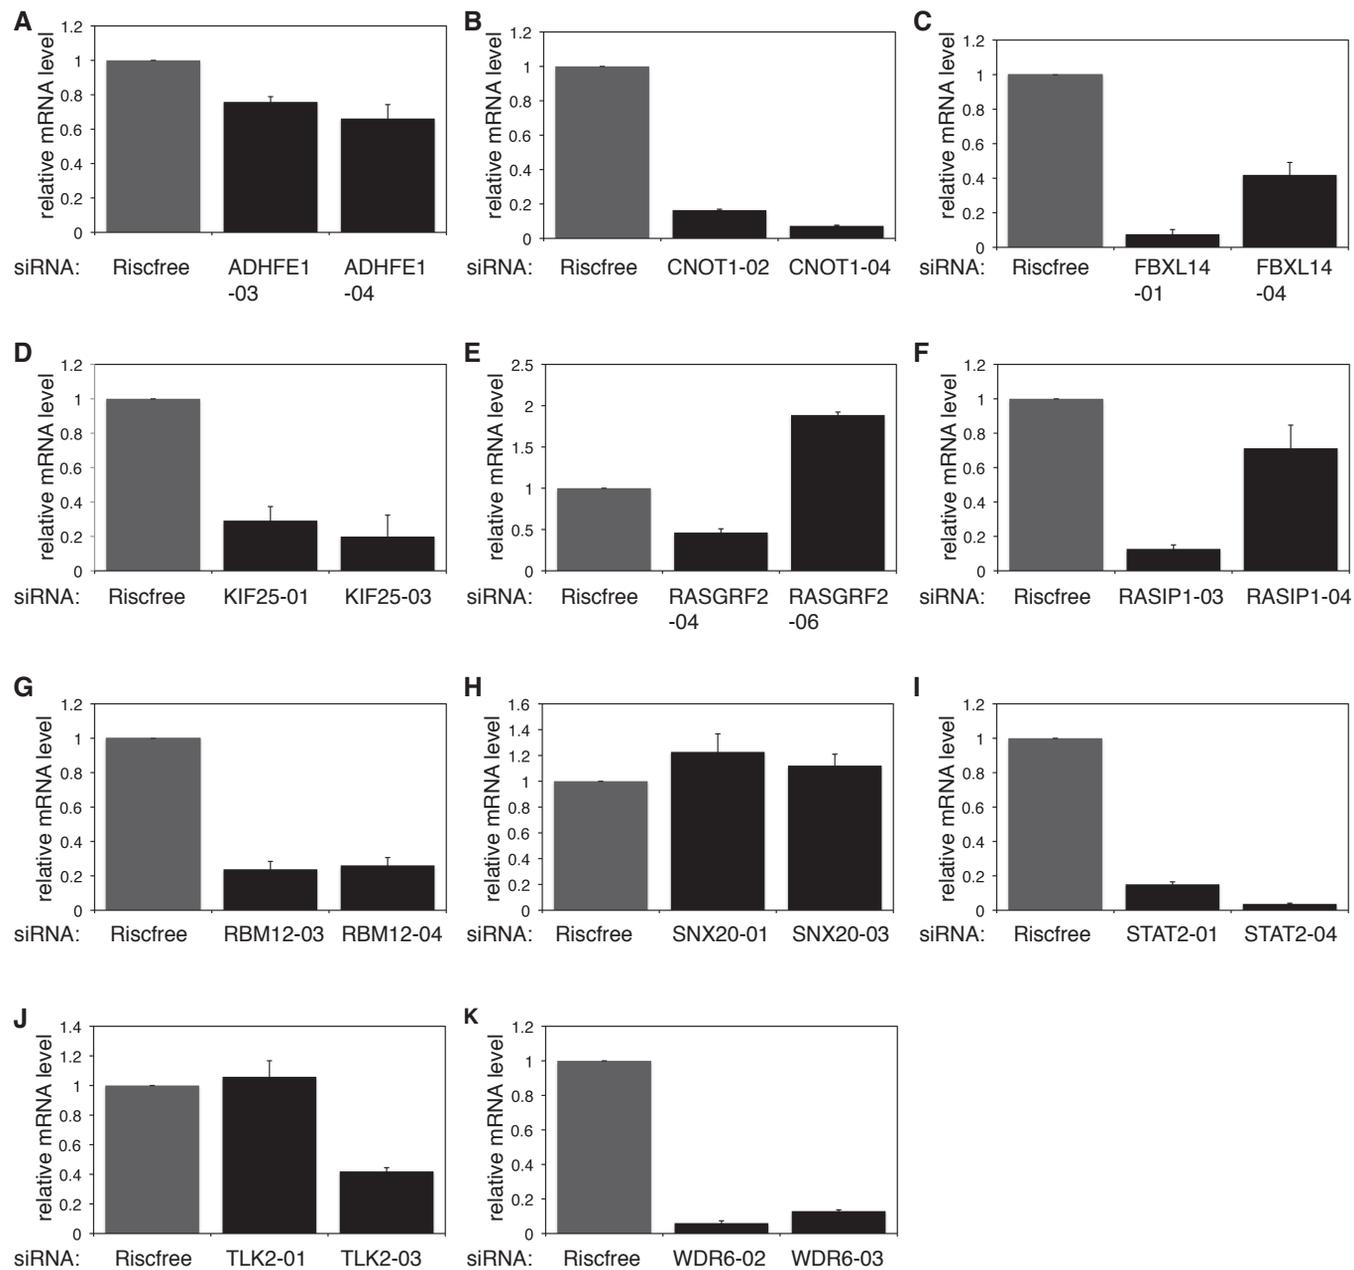 A
relative mRNA level
1.2
1
0.8
0.6
0.4
0.2
0
siRNA: Riscfree ADHFE1 ADHFE1
-03 -04
B
relative mRNA level
1.2
1
0.8
0.6
0.4
0.2
0
siRNA: Riscfree CNOT1-02 CNOT1-04
C
relative mRNA level
1.2
1
0.8
0.6
0.4
0.2
0
siRNA: Riscfree FBXL14 FBXL14
-01 -04
D
relative mRNA level
1.2
1
0.8
0.6
0.4
0.2
0
siRNA: Riscfree KIF25-01 KIF25-03
E
relative mRNA level
2.5
2
1.5
1
0.5
0
siRNA: Riscfree RASGRF2 RASGRF2
-04 -06
F
relative mRNA level
1.2
1
0.8
0.6
0.4
0.2
0
siRNA: Riscfree RASIP1-03 RASIP1-04
G
relative mRNA level
1.2
1
0.8
0.6
0.4
0.2
0
siRNA: Riscfree RBM12-03 RBM12-04
H
relative mRNA level
1.6
1.4
1.2
1
0.8
0.6
0.4
0.2
0
siRNA: Riscfree SNX20-01 SNX20-03
I
relative mRNA level
1.2
1
0.8
0.6
0.4
0.2
0
siRNA: Riscfree STAT2-01 STAT2-04
J
relative mRNA level
1.4
1.2
1
0.8
0.6
0.4
0.2
0
siRNA: Riscfree TLK2-01 TLK2-03
K
relative mRNA level
1.2
1
0.8
0.6
0.4
0.2
0
siRNA: Riscfree WDR6-02 WDR6-03